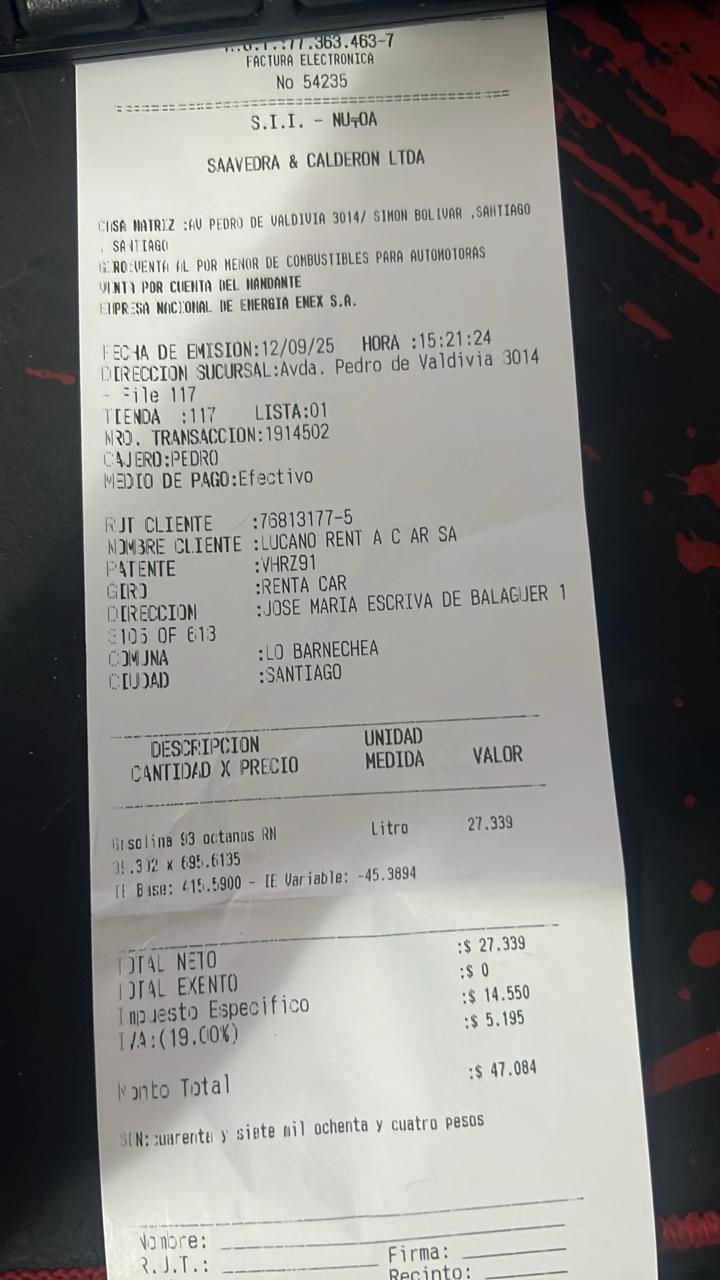 R.U.T.:77.363.463-7
FACTURA ELECTRONICA
No 54235
S.I.I. - ÑUÑOA
SAAVEDRA & CALDERON LTDA
CASA MATRIZ :AV PEDRO DE VALDIVIA 3014/ SIMON BOLIVAR ,SANTIAGO
, SANTIAGO
GIRO:VENTA AL POR MENOR DE COMBUSTIBLES PARA AUTOMOTORAS
VENTA POR CUENTA DEL MANDANTE
EMPRESA NACIONAL DE ENERGIA ENEX S.A.
FECHA DE EMISION:12/09/25 HORA :15:21:24
DIRECCION SUCURSAL:Avda. Pedro de Valdivia 3014
- File 117
TIENDA :117 LISTA:01
NRO. TRANSACCION:1914502
CAJERO:PEDRO
MEDIO DE PAGO:Efectivo
RUT CLIENTE :76813177-5
NOMBRE CLIENTE :LUCANO RENT A C AR SA
PATENTE :VHRZ91
GIRO :RENTA CAR
DIRECCION :JOSE MARIA ESCRIVA DE BALAGUER 1
3105 OF 613
COMUNA :LO BARNECHEA
CIUDAD :SANTIAGO
DESCRIPCION UNIDAD
CANTIDAD X PRECIO MEDIDA VALOR
Gasolina 93 octanos RN Litro 27.339
39.302 x 695.6135
IE Base: 415.5900 - IE Variable: -45.3894
TOTAL NETO :$ 27.339
TOTAL EXENTO :$ 0
Impuesto Especifico :$ 14.550
IVA:(19.00%) :$ 5.195
Monto Total :$ 47.084
SON: cuarenta y siete mil ochenta y cuatro pesos
Nombre:
R.U.T.: Firma:
Recinto: